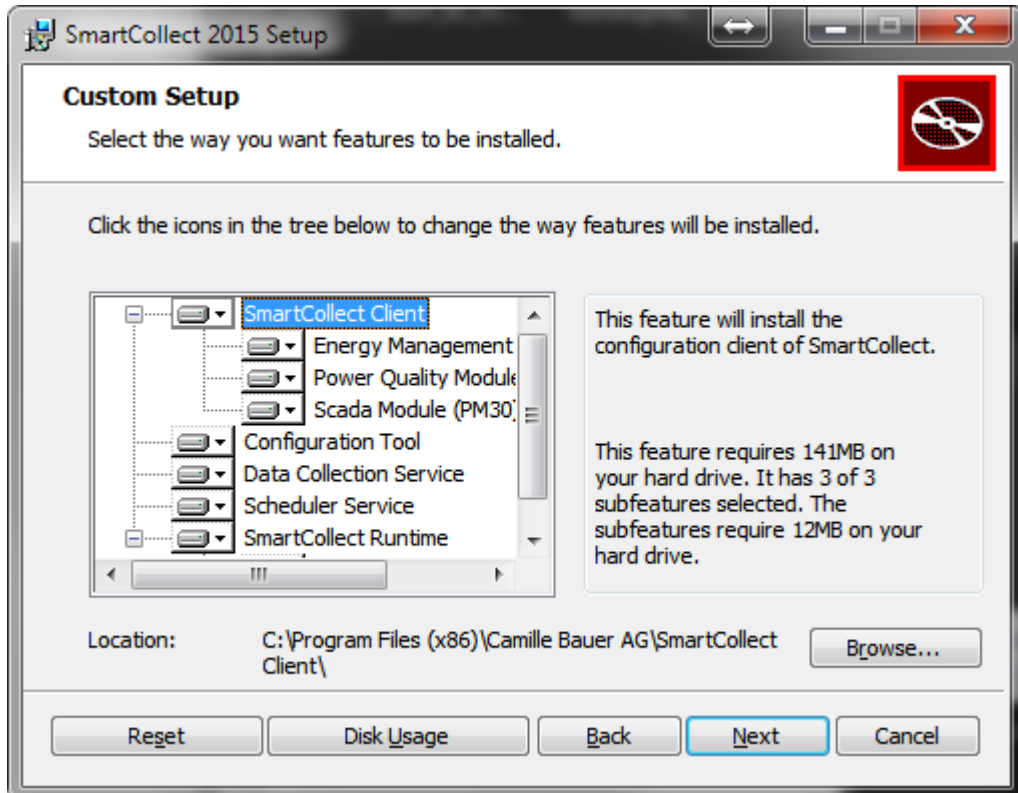 SmartCollect 2015 Setup
Custom Setup
Select the way you want features to be installed.
Click the icons in the tree below to change the way features will be installed.
SmartCollect Client
Energy Management
Power Quality Module
Scada Module (PM30)
Configuration Tool
Data Collection Service
Scheduler Service
SmartCollect Runtime
This feature will install the
configuration client of SmartCollect.
This feature requires 141MB on
your hard drive. It has 3 of 3
subfeatures selected. The
subfeatures require 12MB on your
hard drive.
Location:
C:\Program Files (x86)\Camille Bauer AG\SmartCollect
Client\
Browse...
Reset
Disk Usage
Back
Next
Cancel